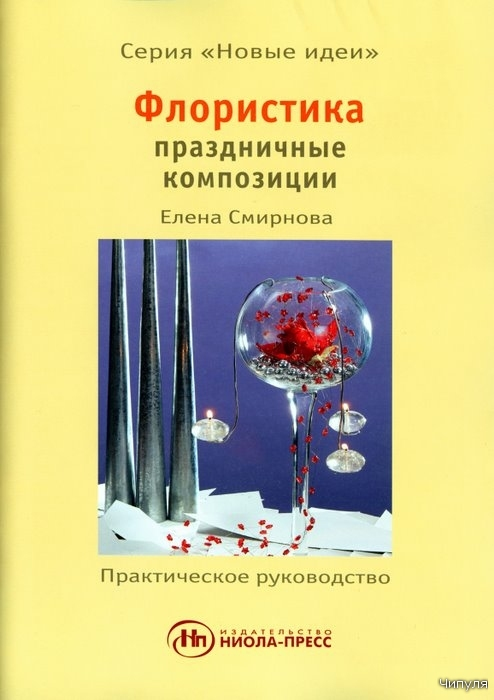 Серия «Новые идеи»
Флористика
праздничные
композиции
Елена Смирнова
Практическое руководство
Нп
ИЗДАТЕЛЬСТВО
НИОЛА-ПРЕСС
Чипуля